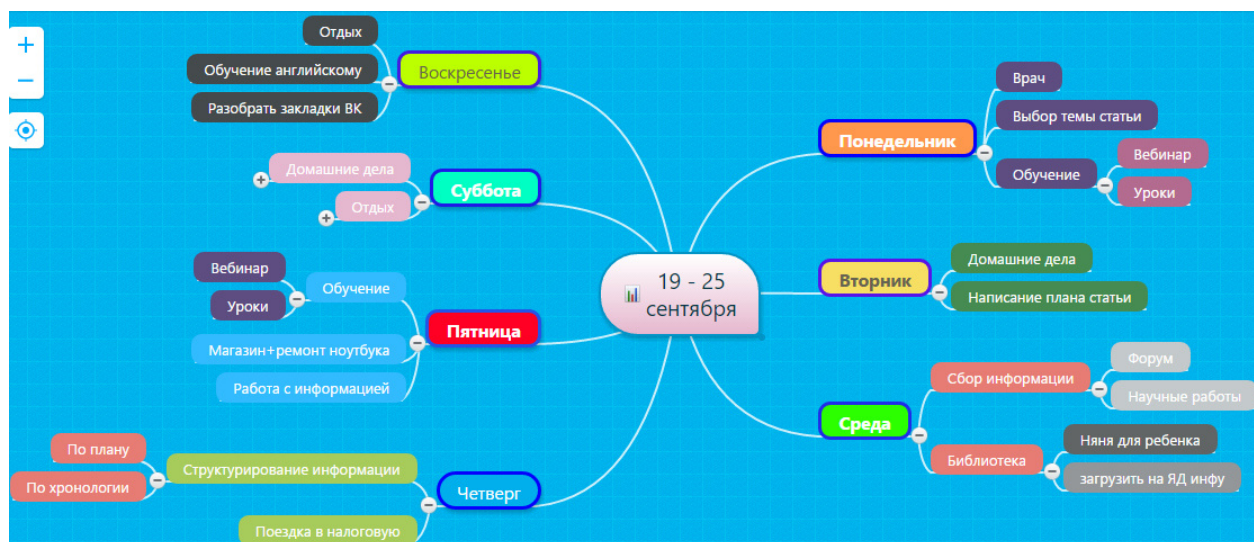 19 - 25
сентября
Понедельник
Врач
Выбор темы статьи
Обучение
Вебинар
Уроки
Вторник
Домашние дела
Написание плана статьи
Среда
Сбор информации
Форум
Научные работы
Библиотека
Няня для ребенка
загрузить на ЯД инфу
Четверг
Структурирование информации
По плану
По хронологии
Поездка в налоговую
Пятница
Обучение
Вебинар
Уроки
Магазин+ремонт ноутбука
Работа с информацией
Суббота
Домашние дела
Отдых
Воскресенье
Отдых
Обучение английскому
Разобрать закладки ВК